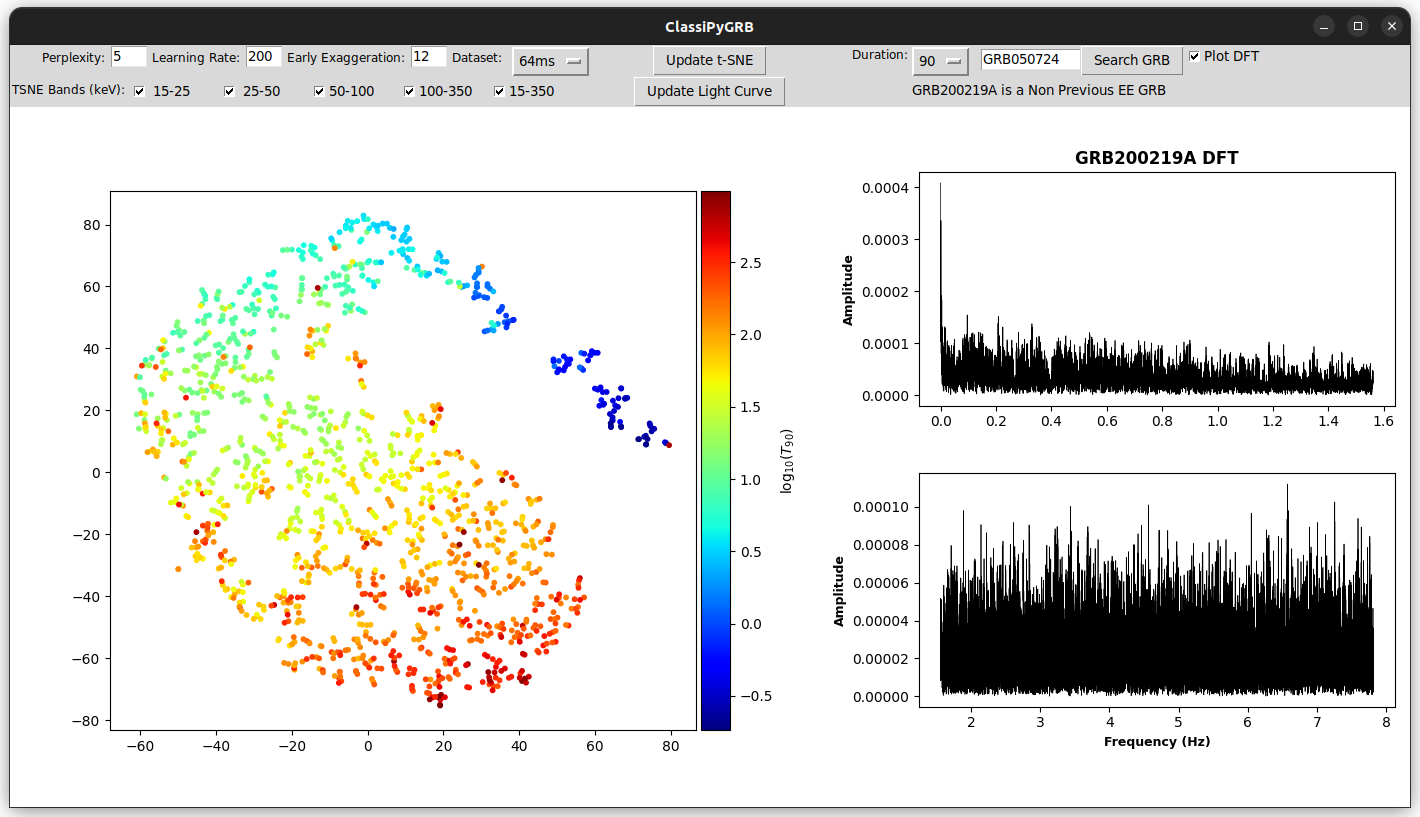 ClassiPyGRB
Perplexity: 5 Learning Rate: 200 Early Exaggeration: 12 Dataset: 64ms Update t-SNE Duration: 90 GRB050724 Search GRB Plot DFT
TSNE Bands (keV): 15-25 25-50 50-100 100-350 15-350 Update Light Curve GRB200219A is a Non Previous EE GRB
80
60
40
20
0
−20
−40
−60
−80
−60 −40 −20 0 20 40 60 80
2.5
2.0
1.5
1.0
0.5
0.0
−0.5
log10(T90)
GRB200219A DFT
Amplitude
0.0004
0.0003
0.0002
0.0001
0.0000
0.0 0.2 0.4 0.6 0.8 1.0 1.2 1.4 1.6
Amplitude
0.00010
0.00008
0.00006
0.00004
0.00002
0.00000
2 3 4 5 6 7 8
Frequency (Hz)